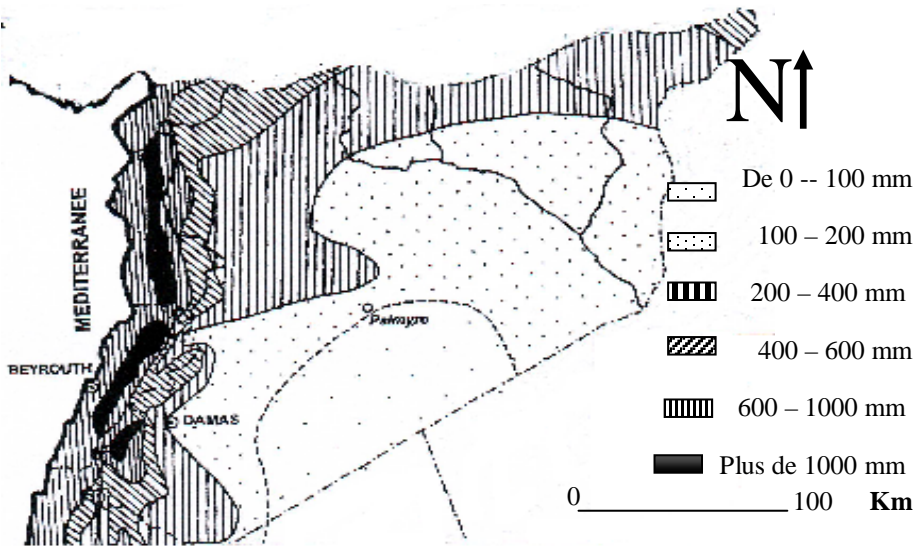 N
MEDITERRANEE
Palmyre
BEYROUTH
DAMAS
De 0 -- 100 mm
100 – 200 mm
200 – 400 mm
400 – 600 mm
600 – 1000 mm
Plus de 1000 mm
0 100 Km